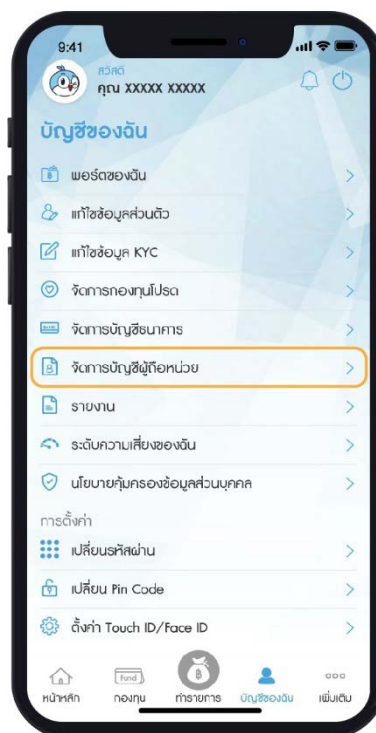 9:41
สวัสดี
คุณ XXXXX XXXXX
บัญชีของฉัน
พอร์ตของฉัน
แก้ไขข้อมูลส่วนตัว
แก้ไขข้อมูล KYC
จัดการกองทุนโปรด
จัดการบัญชีธนาคาร
จัดการบัญชีผู้ถือหน่วย
รายงาน
ระดับความเสี่ยงของฉัน
นโยบายคุ้มครองข้อมูลส่วนบุคคล
การตั้งค่า
เปลี่ยนรหัสผ่าน
เปลี่ยน Pin Code
ตั้งค่า Touch ID/Face ID
Fund
หน้าหลัก กองทุน ทำรายการ บัญชีของฉัน เพิ่มเติม